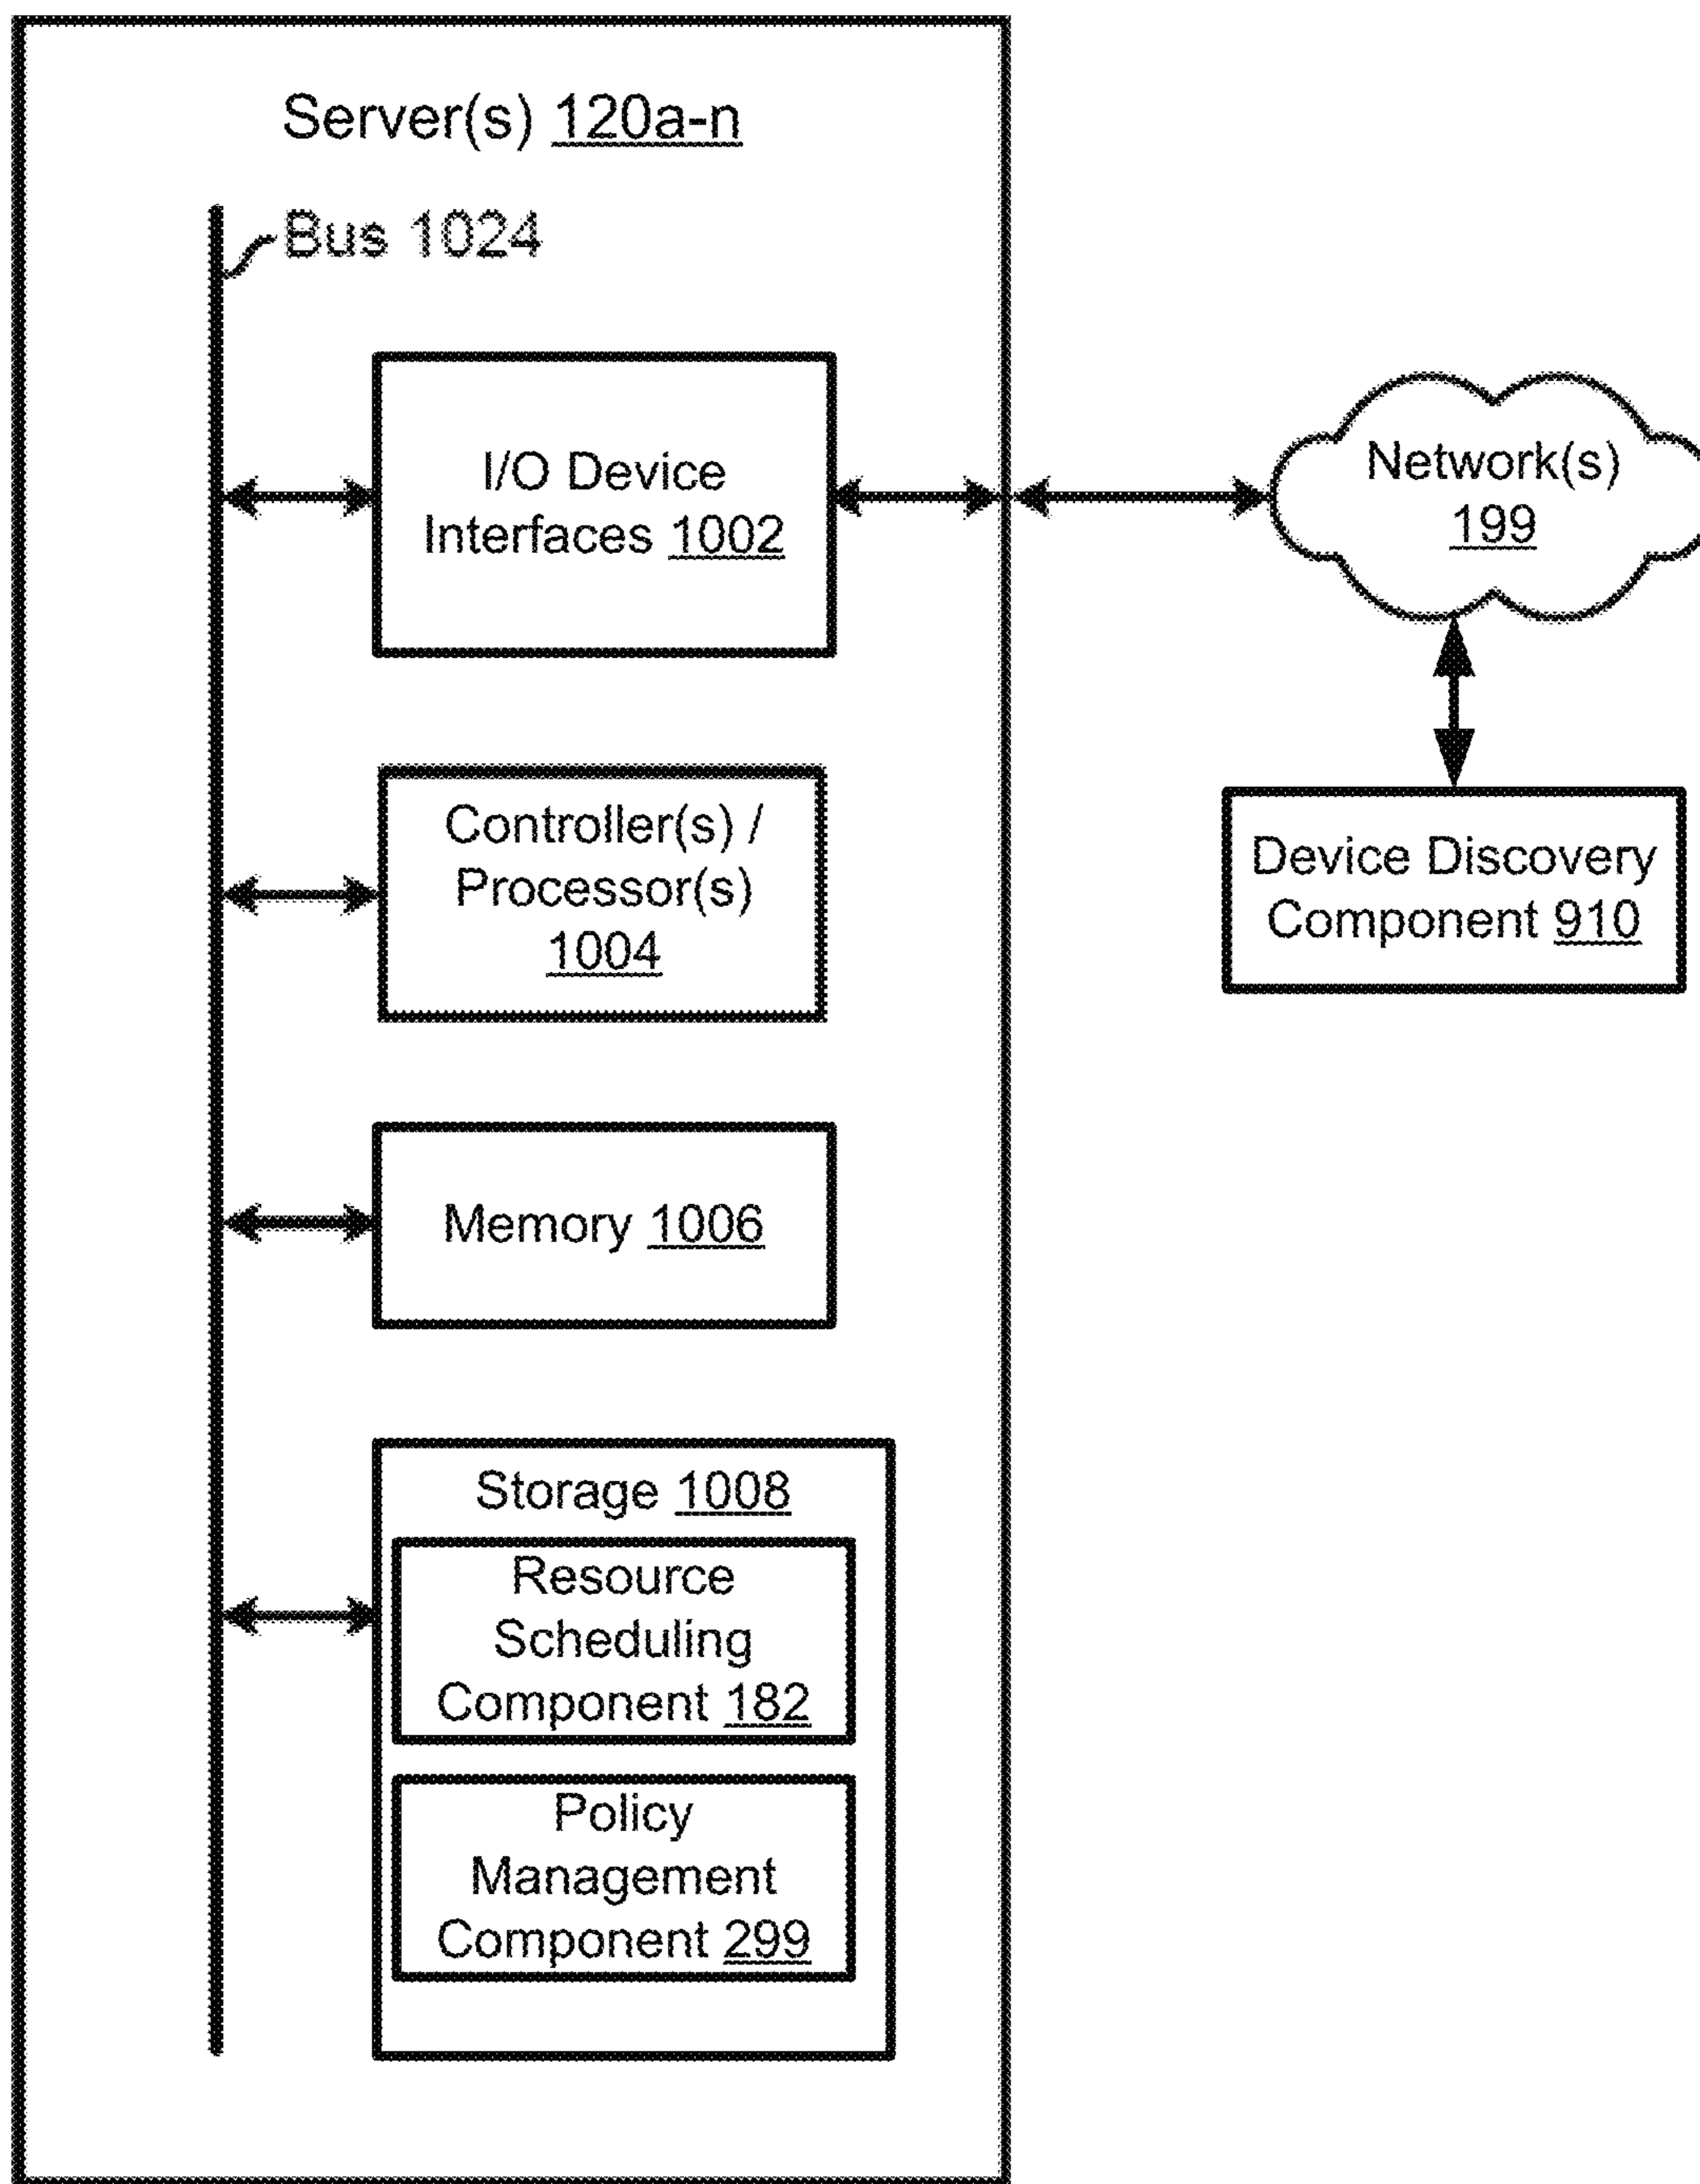 Server(s) 120a-n
Bus 1024
I/O Device
Interfaces 1002
Network(s)
199
Controller(s) /
Processor(s)
1004
Device Discovery
Component 910
Memory 1006
Storage 1008
Resource
Scheduling
Component 182
Policy
Management
Component 299